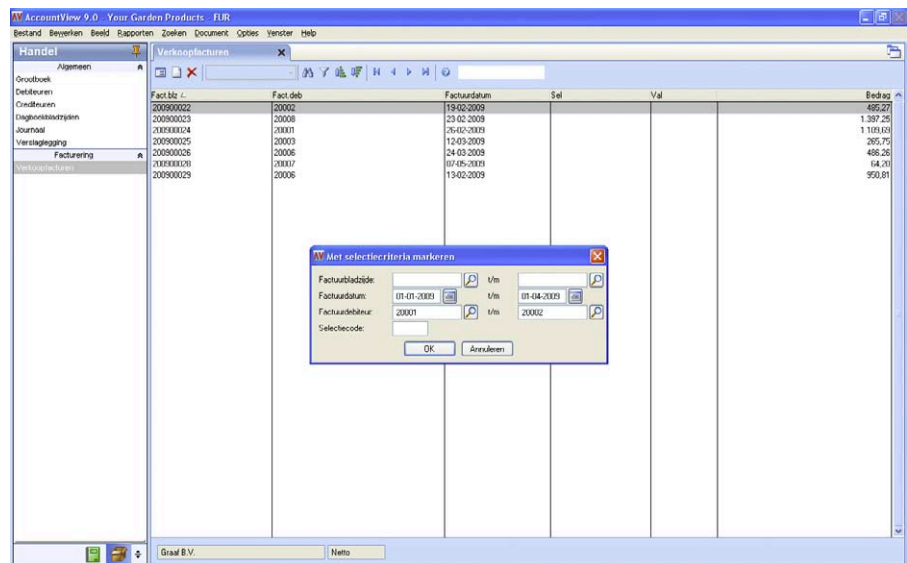 AccountView 9.0 - Your Garden Products - EUR
Bestand Bewerken Beeld Rapporten Zoeken Document Opties Venster Help
Handel
Verkoopfacturen
Algemeen
Grootboek
Debiteuren
Crediteuren
Dagboekbladzijden
Journaal
Verslaglegging
Facturering
Verkoopfacturen
Fact.blz Fact.deb Factuurdatum Sel Val Bedrag
200900022 20002 19-02-2009 485,27
200900023 20008 23-02-2009 1.397,25
200900024 20001 26-02-2009 1.109,69
200900025 20003 12-03-2009 265,75
200900026 20006 24-03-2009 486,26
200900028 20007 07-05-2009 64,20
200900029 20006 13-02-2009 950,81
Met selectiecriteria markeren
Factuurbladzijde: t/m
Factuurdatum: 01-01-2009 t/m 01-04-2009
Factuurdebiteur: 20001 t/m 20002
Selectiecode:
OK Annuleren
Graaf B.V. Netto